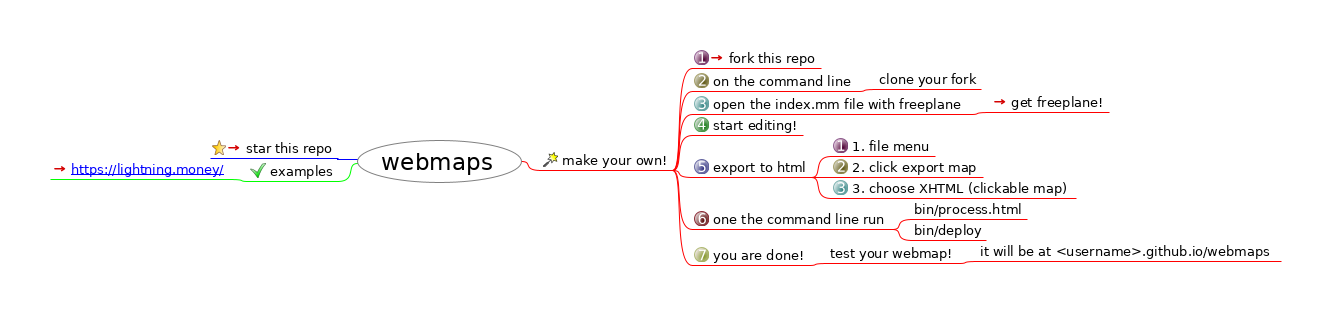 webmaps
star this repo
examples
https://lightning.money/
make your own!
1 fork this repo
2 on the command line
clone your fork
3 open the index.mm file with freeplane
get freeplane!
4 start editing!
5 export to html
1 1. file menu
2 2. click export map
3 3. choose XHTML (clickable map)
6 one the command line run
bin/process.html
bin/deploy
7 you are done!
test your webmap!
it will be at <username>.github.io/webmaps